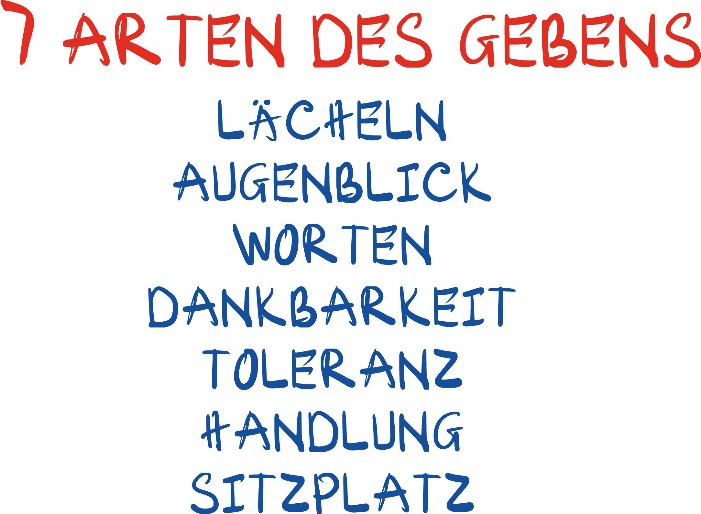 7 ARTEN DES GEBENS
LÄCHELN
AUGENBLICK
WORTEN
DANKBARKEIT
TOLERANZ
HANDLUNG
SITZPLATZ